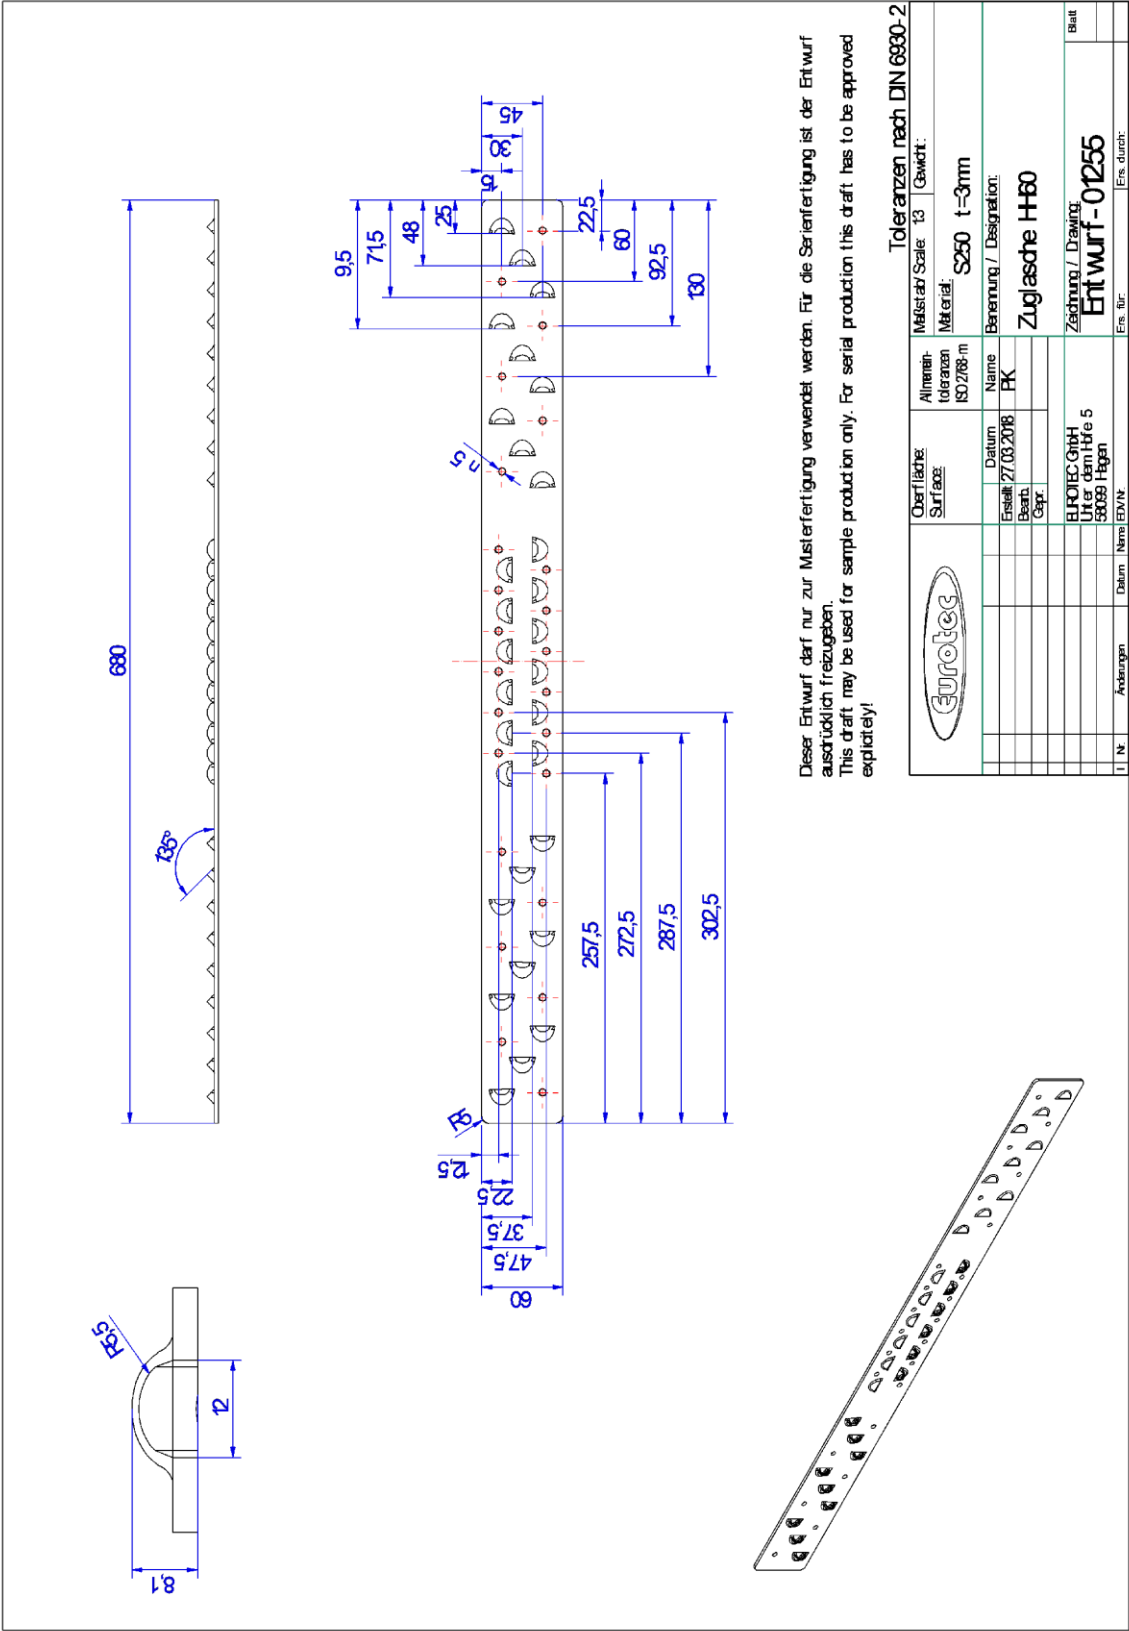 8,1
R5,5
12
680
135°
9,5
71,5
48
25
15
30
45
22,5
60
92,5
130
n 5
R5
12,5
22,5
37,5
47,5
60
257,5
272,5
287,5
302,5
Dieser Entwurf darf nur zur Musterfertigung verwendet werden. Für die Serienfertigung ist der Entwurf
ausdrücklich freizugeben.
This draft may be used for sample production only. For serial production this draft has to be approved
explicitely!
Toleranzen nach DIN 6930-2
eurotec
Oberfläche:
Surface:
Allmemein-
toleranzen
ISO 2768-m
Maßstab/Scale: 1:3
Gewicht:
Material:
S250 t=3mm
Datum
Name
Erstellt
27.03.2018
PK
Bearb.
Gepr.
Benennung / Designation:
Zuglasche HH60
EUROTEC GmbH
Unter dem Hofe 5
58099 Hagen
Zeichnung / Drawing:
Entwurf-01255
Blatt
I
Nr.
Änderungen
Datum
Name
EDV-Nr.
Ers. für:
Ers. durch: